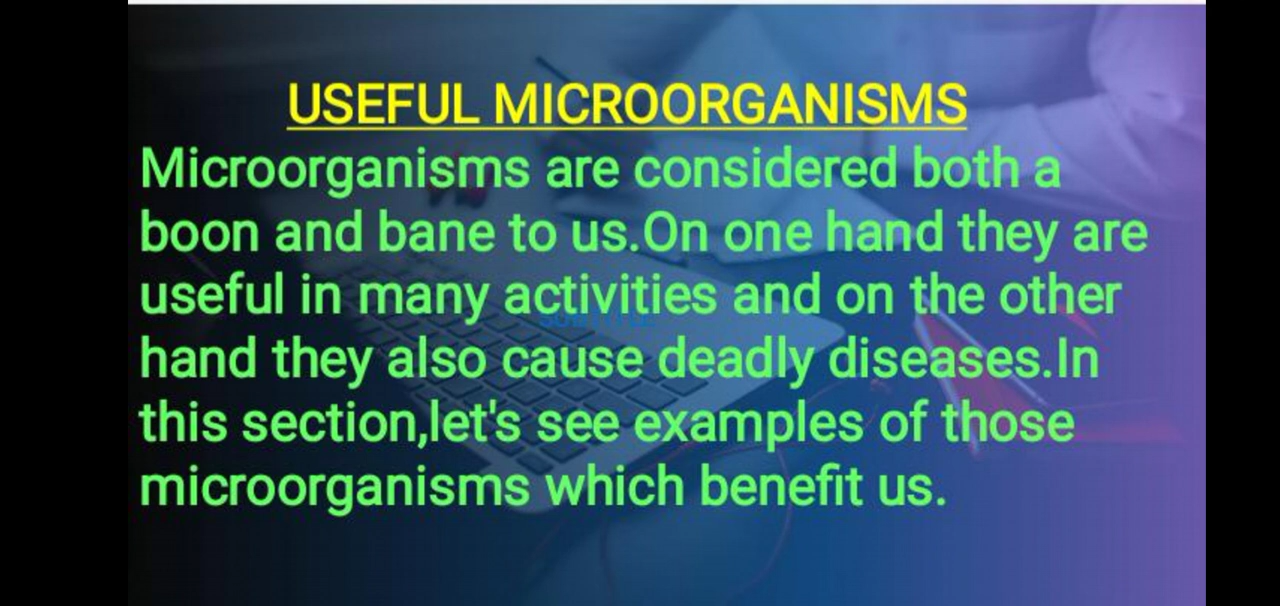 USEFUL MICROORGANISMS
Microorganisms are considered both a
boon and bane to us.On one hand they are
useful in many activities and on the other
hand they also cause deadly diseases.In
this section,let's see examples of those
microorganisms which benefit us.